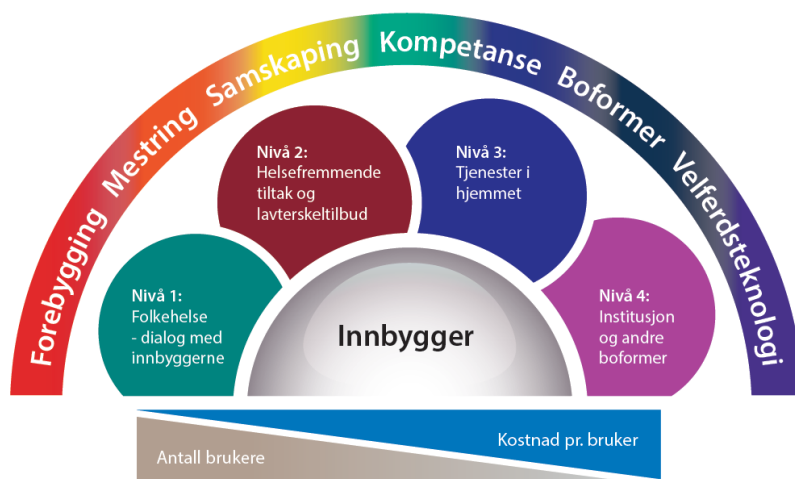 Forebygging Mestring Samskaping Kompetanse Boformer Velferdsteknologi
Nivå 1:
Folkehelse
- dialog med
innbyggerne
Nivå 2:
Helsefremmende
tiltak og
lavterskeltilbud
Nivå 3:
Tjenester i
hjemmet
Nivå 4:
Institusjon
og andre
boformer
Innbygger
Antall brukere
Kostnad pr. bruker